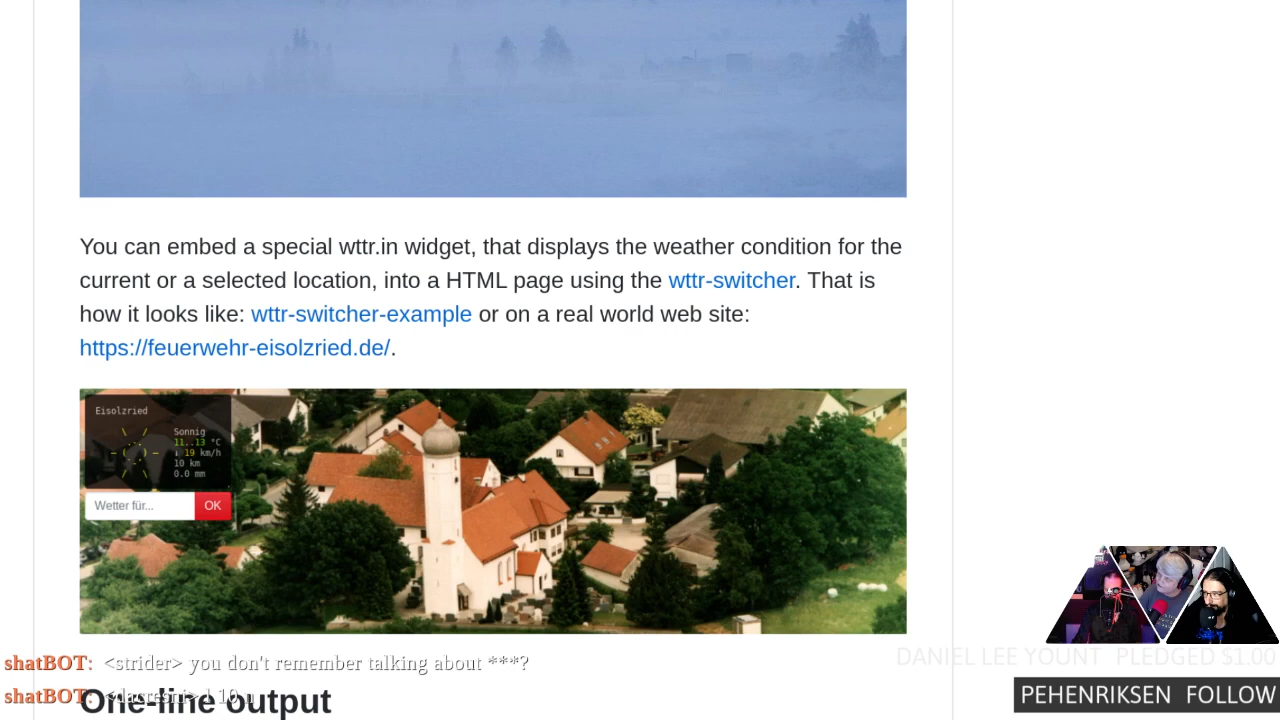 You can embed a special wttr.in widget, that displays the weather condition for the
current or a selected location, into a HTML page using the wttr-switcher. That is
how it looks like: wttr-switcher-example or on a real world web site:
https://feuerwehr-eisolzried.de/.
Eisolzried
Sonnig
11..13 °C
19 km/h
10 km
0.0 mm
Wetter für...
OK
shatBOT: <strider> you don't remember talking about ***?
DANIEL LEE YOUNT PLEDGED $1.00
shatBOT:
One-line output
PEHENRIKSEN FOLLOW